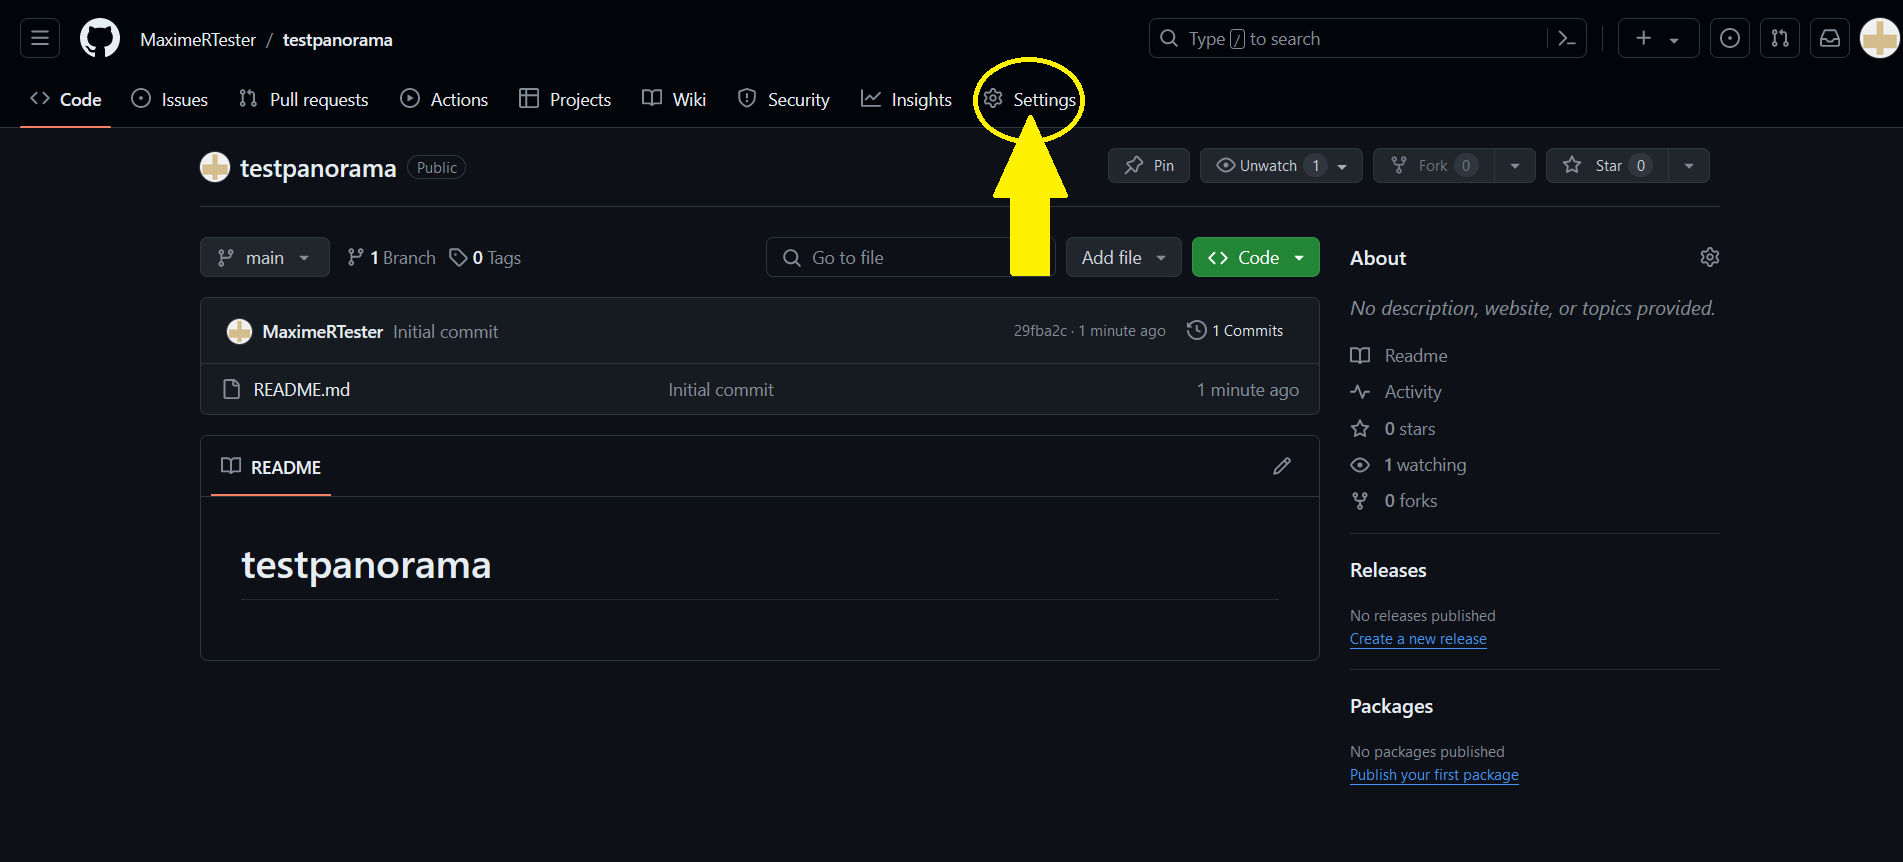 MaximeRTester / testpanorama
Type / to search
Code Issues Pull requests Actions Projects Wiki Security Insights Settings
testpanorama Public
Pin Unwatch 1 Fork 0 Star 0
main 1 Branch 0 Tags Go to file Add file Code
MaximeRTester Initial commit 29fba2c · 1 minute ago 1 Commits
README.md Initial commit 1 minute ago
README
testpanorama
About
No description, website, or topics provided.
Readme
Activity
0 stars
1 watching
0 forks
Releases
No releases published
Create a new release
Packages
No packages published
Publish your first package